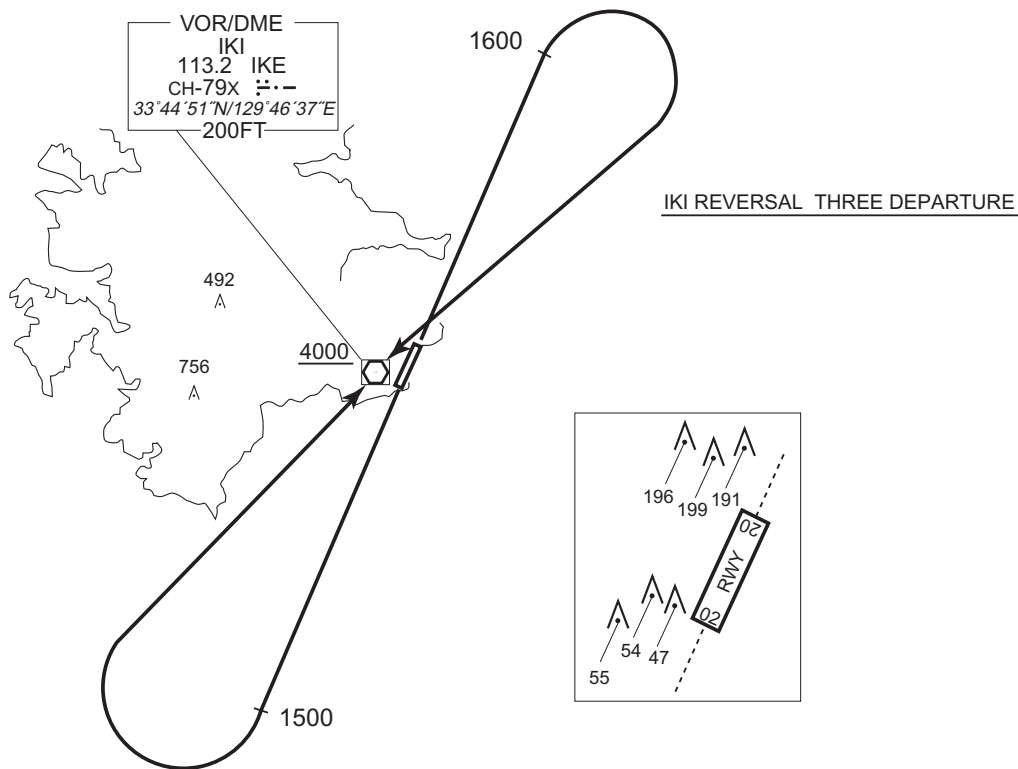 VOR/DME
IKI
113.2 IKE
CH-79X
33°44´51˝N/129°46´37˝E
200FT
1600
IKI REVERSAL THREE DEPARTURE
492
4000
756
1500
196
199
191
20
RWY
02
55
54
47